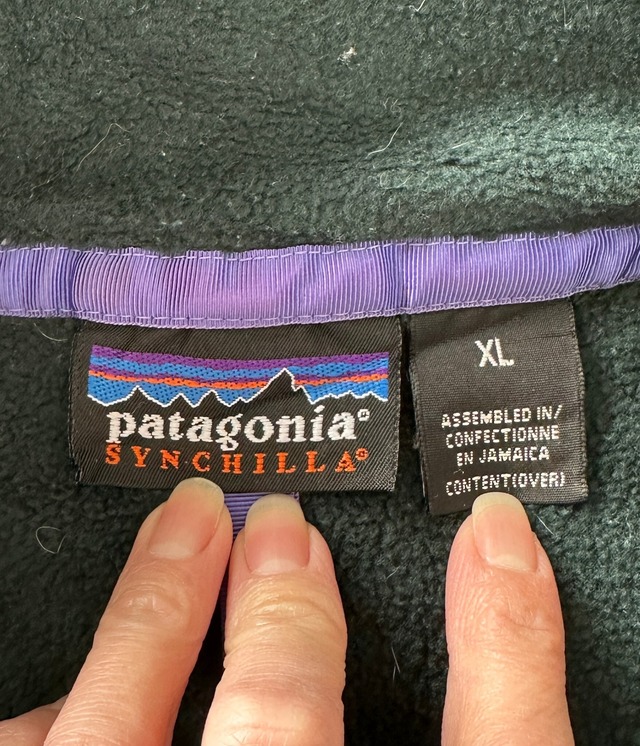 patagonia®
SYNCHILLA®
XL
ASSEMBLED IN/
CONFECTIONNE
EN JAMAICA
CONTENT(OVER)